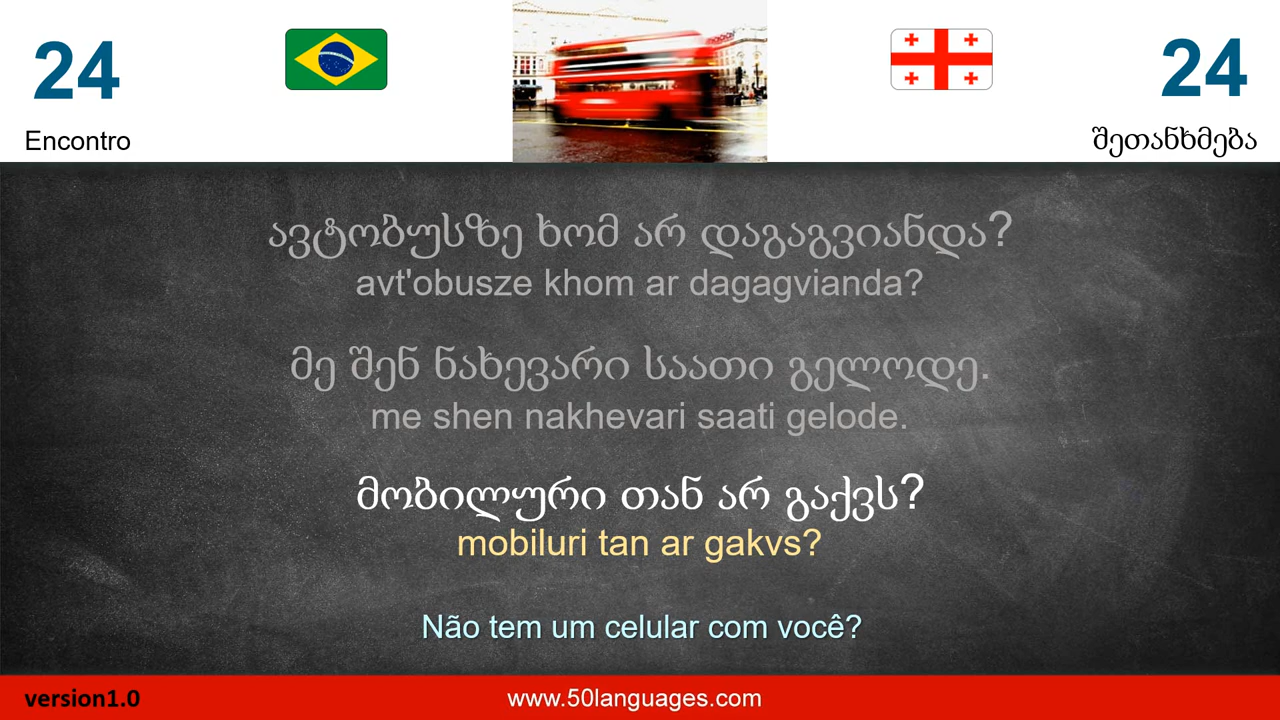 24
24
Encontro
შეთანხმება
ავტობუსზე ხომ არ დაგაგვიანდა?
avt'obusze khom ar dagagvianda?
მე შენ ნახევარი საათი გელოდე.
me shen nakhevari saati gelode.
მობილური თან არ გაქვს?
mobiluri tan ar gakvs?
Não tem um celular com você?
version1.0
www.50languages.com